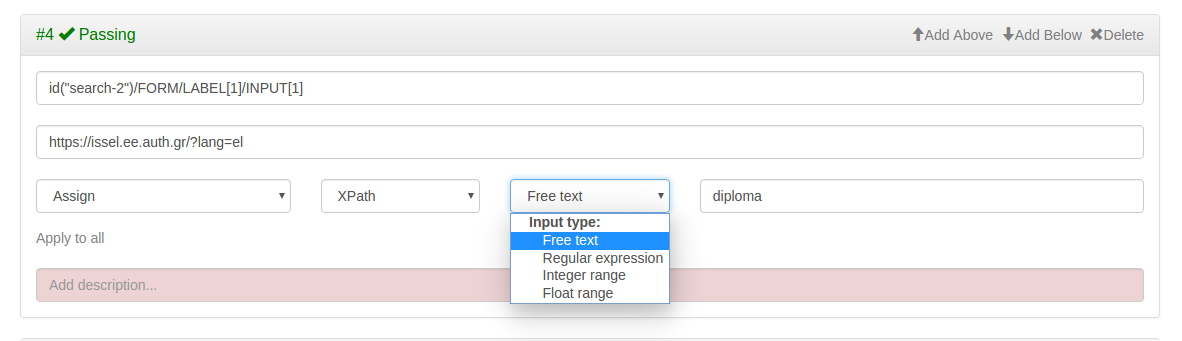 #4 ✔ Passing
Add Above Add Below Delete
id("search-2")/FORM/LABEL[1]/INPUT[1]
https://issel.ee.auth.gr/?lang=el
Assign XPath Free text diploma
Input type:
Free text
Regular expression
Integer range
Float range
Apply to all
Add description...